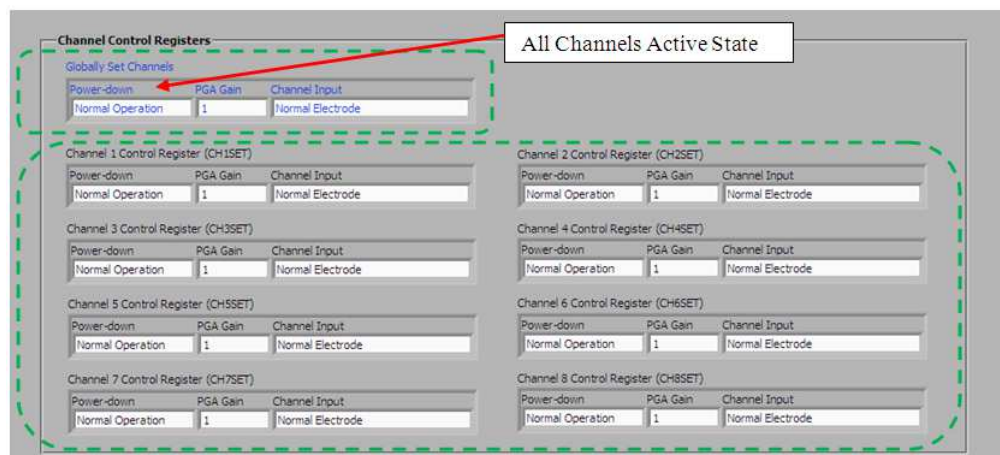 Channel Control Registers
All Channels Active State
Globally Set Channels
Power-down PGA Gain Channel Input
Normal Operation 1 Normal Electrode
Channel 1 Control Register (CH1SET)
Power-down PGA Gain Channel Input
Normal Operation 1 Normal Electrode
Channel 2 Control Register (CH2SET)
Power-down PGA Gain Channel Input
Normal Operation 1 Normal Electrode
Channel 3 Control Register (CH3SET)
Power-down PGA Gain Channel Input
Normal Operation 1 Normal Electrode
Channel 4 Control Register (CH4SET)
Power-down PGA Gain Channel Input
Normal Operation 1 Normal Electrode
Channel 5 Control Register (CH5SET)
Power-down PGA Gain Channel Input
Normal Operation 1 Normal Electrode
Channel 6 Control Register (CH6SET)
Power-down PGA Gain Channel Input
Normal Operation 1 Normal Electrode
Channel 7 Control Register (CH7SET)
Power-down PGA Gain Channel Input
Normal Operation 1 Normal Electrode
Channel 8 Control Register (CH8SET)
Power-down PGA Gain Channel Input
Normal Operation 1 Normal Electrode